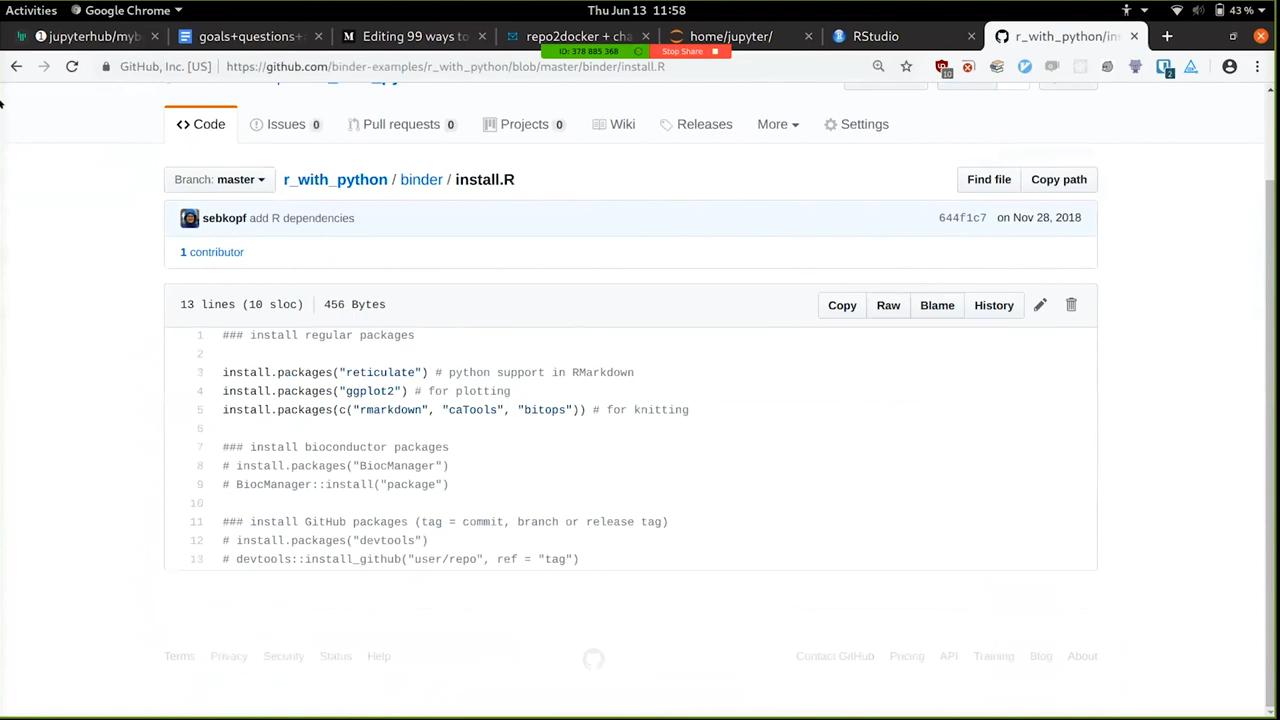 Activities Google Chrome Thu Jun 13 11:58 43 %
jupyterhub/myb goals+questions Editing 99 ways to repo2docker + cha home/jupyter/ RStudio r_with_python/ins
ID: 378 885 368 Stop Share
GitHub, Inc. [US] https://github.com/binder-examples/r_with_python/blob/master/binder/install.R
10 2
Code Issues 0 Pull requests 0 Projects 0 Wiki Releases More Settings
Branch: master r_with_python / binder / install.R Find file Copy path
sebkopf add R dependencies 644f1c7 on Nov 28, 2018
1 contributor
13 lines (10 sloc) 456 Bytes Copy Raw Blame History
1 ### install regular packages
2
3 install.packages("reticulate") # python support in RMarkdown
4 install.packages("ggplot2") # for plotting
5 install.packages(c("rmarkdown", "caTools", "bitops")) # for knitting
6
7 ### install bioconductor packages
8 # install.packages("BiocManager")
9 # BiocManager::install("package")
10
11 ### install GitHub packages (tag = commit, branch or release tag)
12 # install.packages("devtools")
13 # devtools::install_github("user/repo", ref = "tag")
Terms Privacy Security Status Help Contact GitHub Pricing API Training Blog About